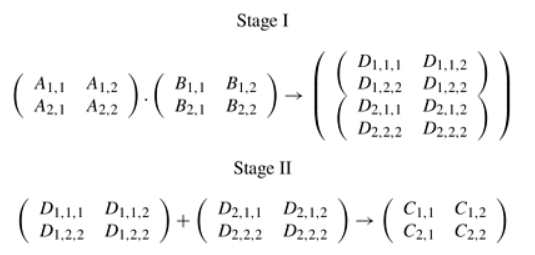 Stage I
( A1,1 A1,2 ) . ( B1,1 B1,2 ) → ( ( D1,1,1 D1,1,2 )
( A2,1 A2,2 ) ( B2,1 B2,2 ) ( D1,2,2 D1,2,2 )
( D2,1,1 D2,1,2 )
( D2,2,2 D2,2,2 ) )
Stage II
( D1,1,1 D1,1,2 ) + ( D2,1,1 D2,1,2 ) → ( C1,1 C1,2 )
( D1,2,2 D1,2,2 ) ( D2,2,2 D2,2,2 ) ( C2,1 C2,2 )